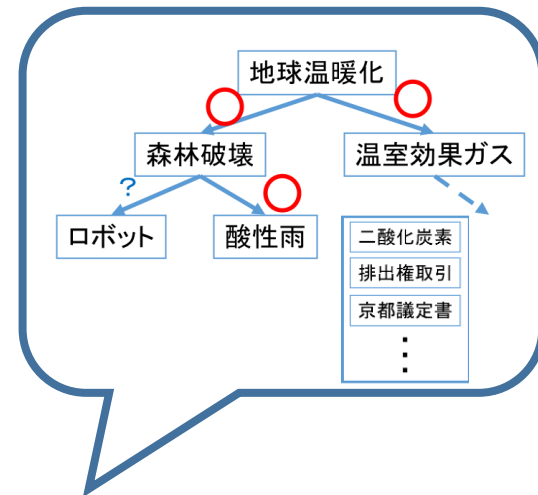 地球温暖化
森林破壊
温室効果ガス
?
ロボット
酸性雨
二酸化炭素
排出権取引
京都議定書
⋮